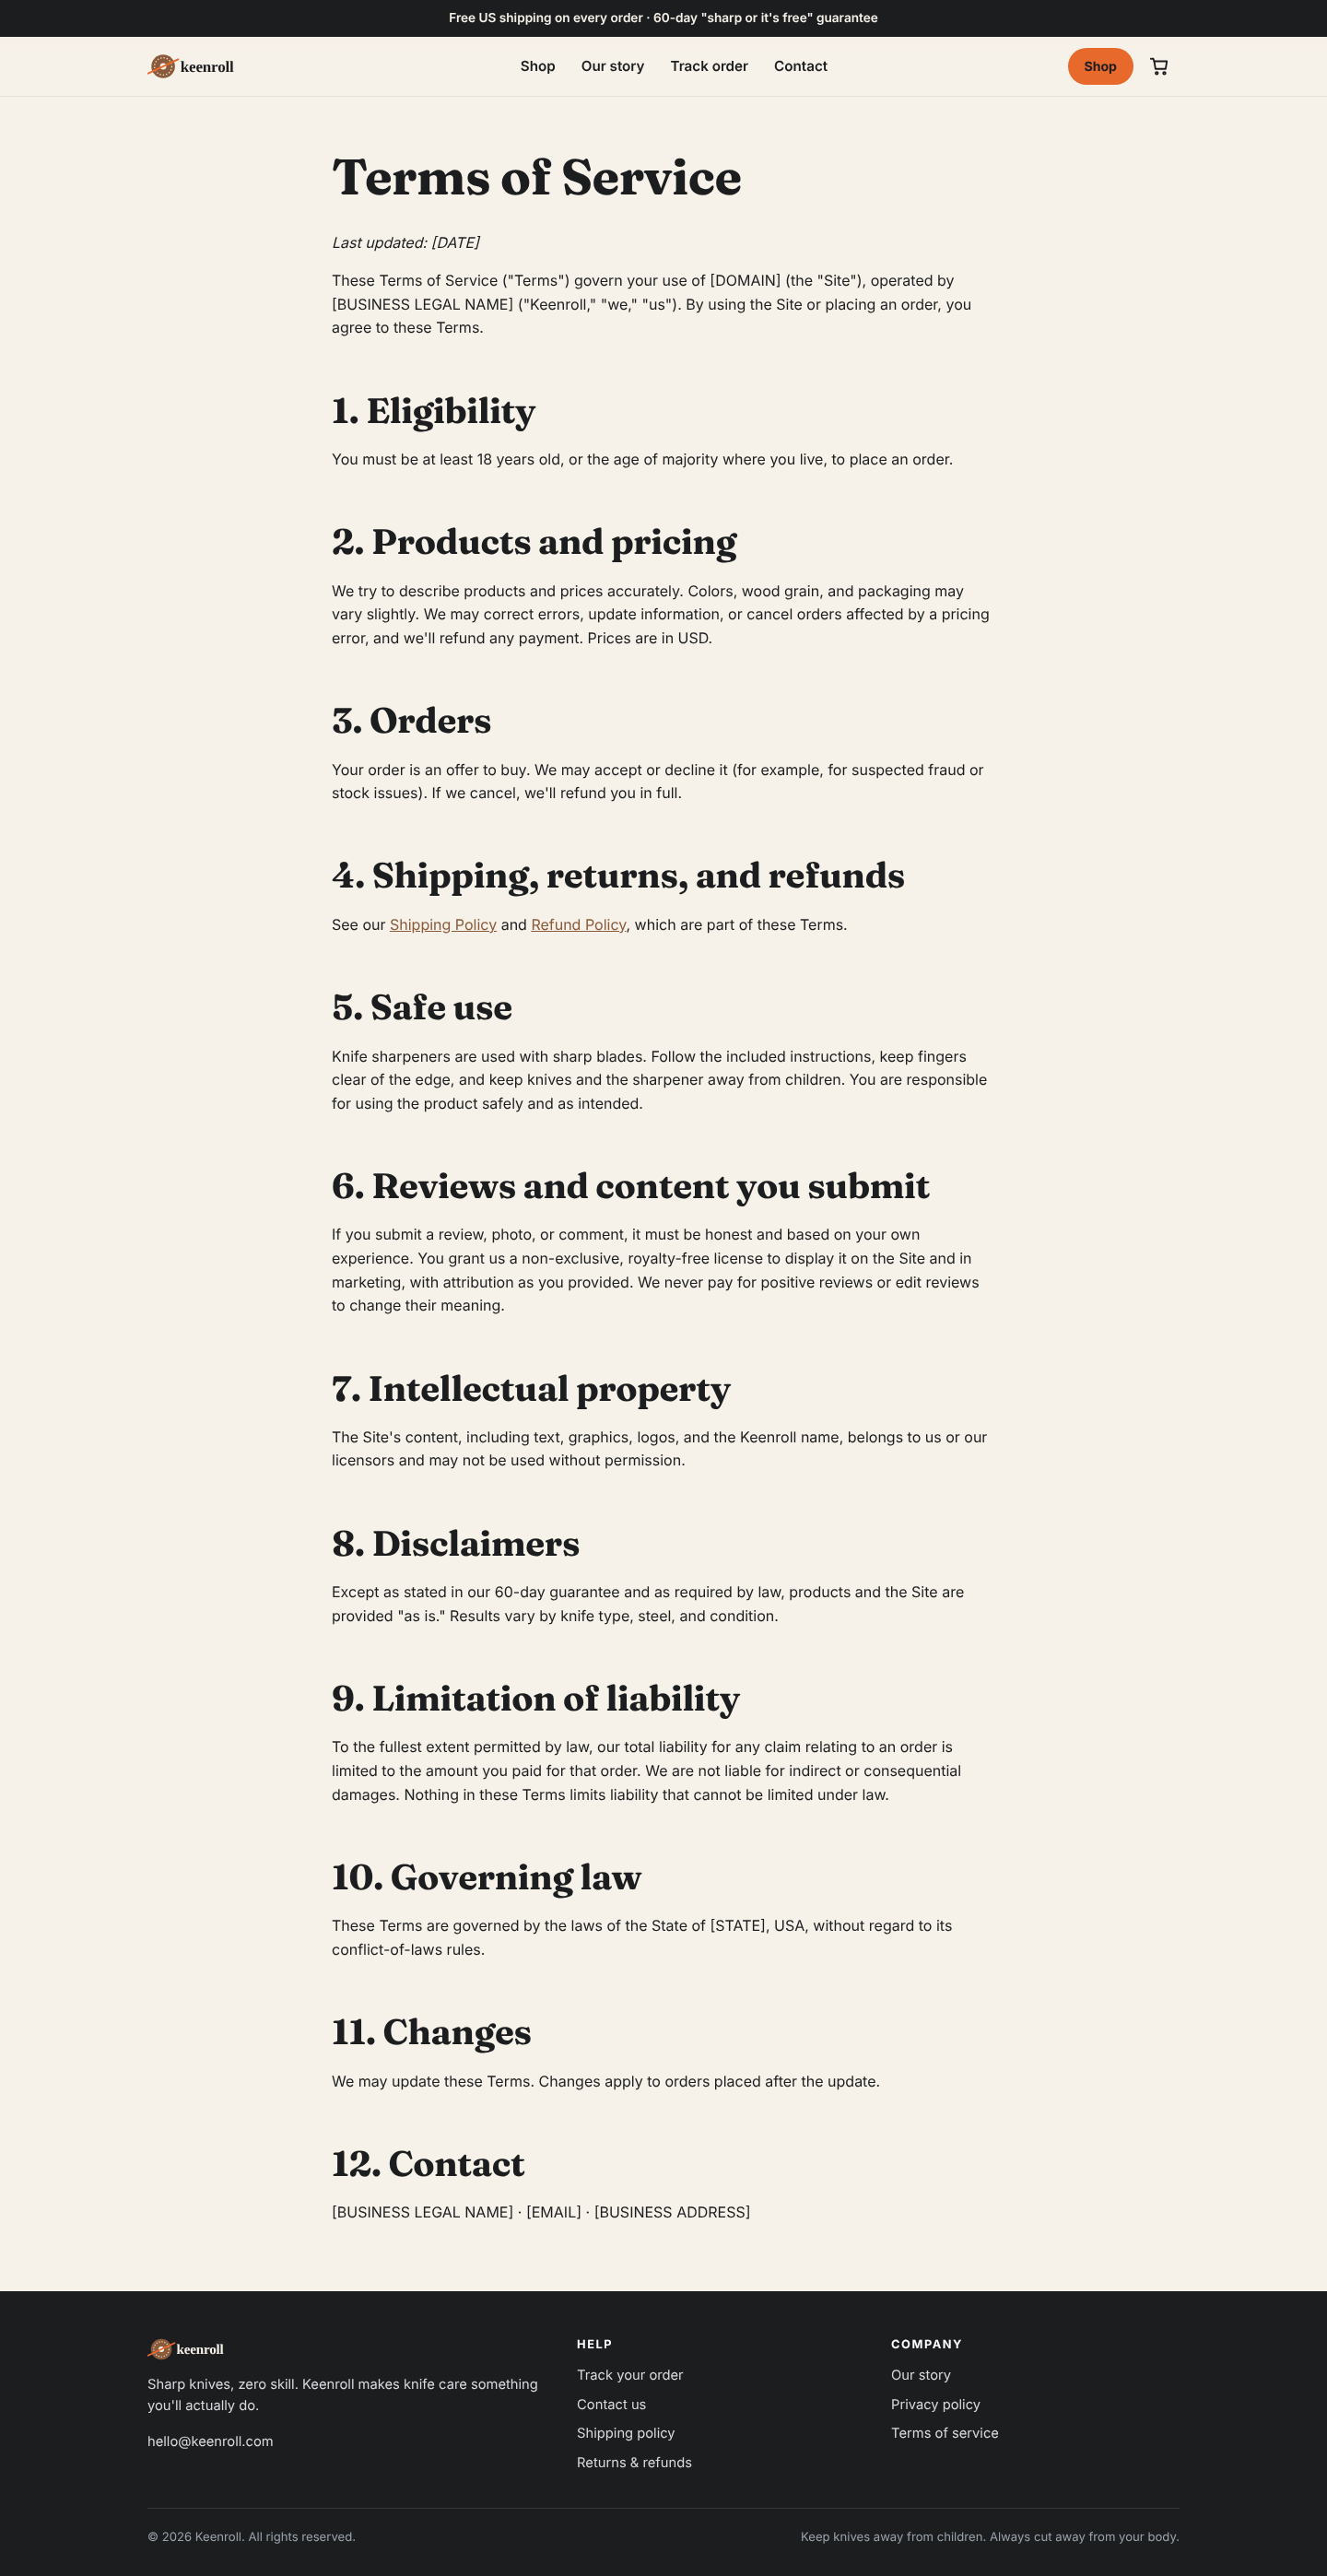 Free US shipping on every order · 60-day "sharp or it's free" guarantee
keenroll
Shop
Our story
Track order
Contact
Shop
Terms of Service
Last updated: [DATE]
These Terms of Service ("Terms") govern your use of [DOMAIN] (the "Site"), operated by
[BUSINESS LEGAL NAME] ("Keenroll," "we," "us"). By using the Site or placing an order, you
agree to these Terms.
1. Eligibility
You must be at least 18 years old, or the age of majority where you live, to place an order.
2. Products and pricing
We try to describe products and prices accurately. Colors, wood grain, and packaging may
vary slightly. We may correct errors, update information, or cancel orders affected by a pricing
error, and we'll refund any payment. Prices are in USD.
3. Orders
Your order is an offer to buy. We may accept or decline it (for example, for suspected fraud or
stock issues). If we cancel, we'll refund you in full.
4. Shipping, returns, and refunds
See our Shipping Policy and Refund Policy, which are part of these Terms.
5. Safe use
Knife sharpeners are used with sharp blades. Follow the included instructions, keep fingers
clear of the edge, and keep knives and the sharpener away from children. You are responsible
for using the product safely and as intended.
6. Reviews and content you submit
If you submit a review, photo, or comment, it must be honest and based on your own
experience. You grant us a non-exclusive, royalty-free license to display it on the Site and in
marketing, with attribution as you provided. We never pay for positive reviews or edit reviews
to change their meaning.
7. Intellectual property
The Site's content, including text, graphics, logos, and the Keenroll name, belongs to us or our
licensors and may not be used without permission.
8. Disclaimers
Except as stated in our 60-day guarantee and as required by law, products and the Site are
provided "as is." Results vary by knife type, steel, and condition.
9. Limitation of liability
To the fullest extent permitted by law, our total liability for any claim relating to an order is
limited to the amount you paid for that order. We are not liable for indirect or consequential
damages. Nothing in these Terms limits liability that cannot be limited under law.
10. Governing law
These Terms are governed by the laws of the State of [STATE], USA, without regard to its
conflict-of-laws rules.
11. Changes
We may update these Terms. Changes apply to orders placed after the update.
12. Contact
[BUSINESS LEGAL NAME] · [EMAIL] · [BUSINESS ADDRESS]
keenroll
Sharp knives, zero skill. Keenroll makes knife care something
you'll actually do.
hello@keenroll.com
HELP
Track your order
Contact us
Shipping policy
Returns & refunds
COMPANY
Our story
Privacy policy
Terms of service
© 2026 Keenroll. All rights reserved.
Keep knives away from children. Always cut away from your body.